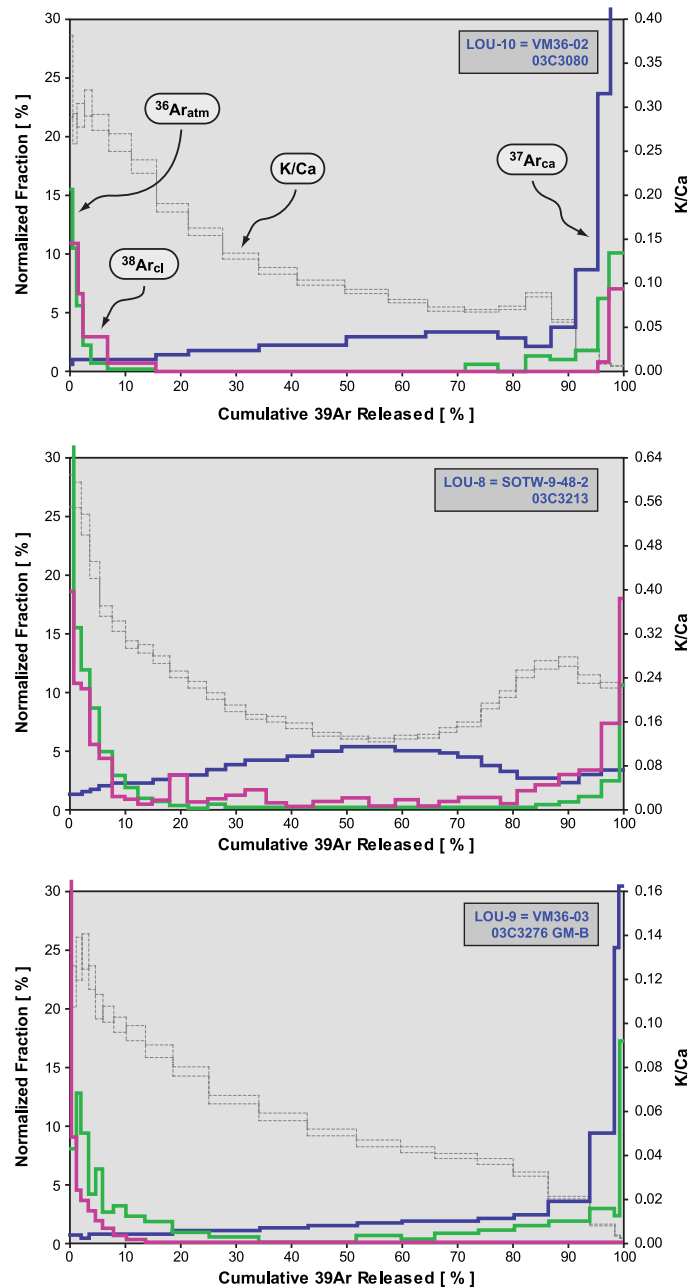 LOU-10 = VM36-02
03C3080
36Aratm
K/Ca
37Arca
38Arcl
30
25
20
15
10
5
0
Normalized Fraction [ % ]
0.40
0.30
0.20
0.15
0.10
0.05
0.00
K/Ca
0 10 20 30 40 50 60 70 80 90 100
Cumulative 39Ar Released [ % ]
LOU-8 = SOTW-9-48-2
03C3213
30
25
20
15
10
5
0
Normalized Fraction [ % ]
0.64
0.56
0.48
0.40
0.32
0.24
0.16
0.08
0.00
K/Ca
0 10 20 30 40 50 60 70 80 90 100
Cumulative 39Ar Released [ % ]
LOU-9 = VM36-03
03C3276 GM-B
30
25
20
15
10
5
0
Normalized Fraction [ % ]
0.16
0.14
0.12
0.10
0.08
0.06
0.04
0.02
0.00
K/Ca
0 10 20 30 40 50 60 70 80 90 100
Cumulative 39Ar Released [ % ]